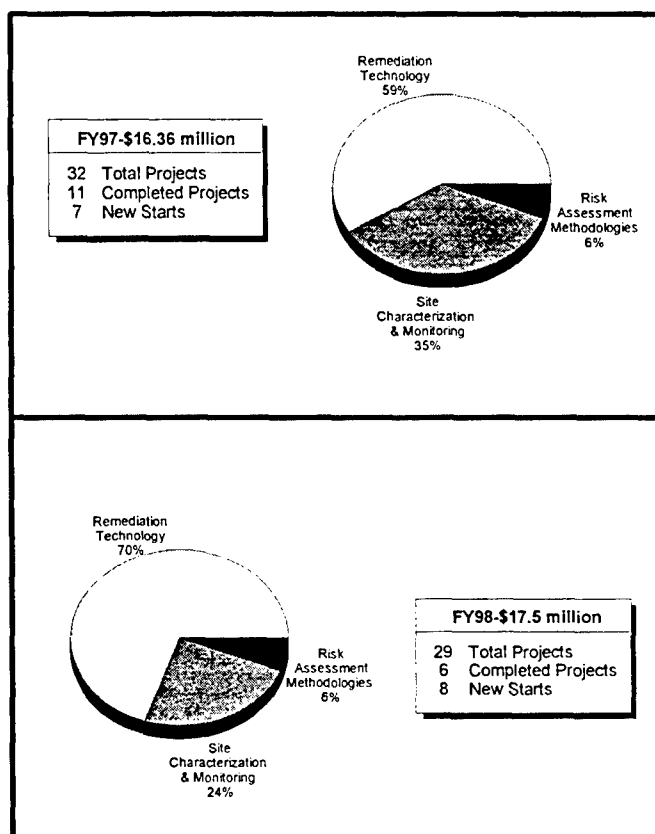 Remediation
Technology
59%
FY97-$16.36 million
32 Total Projects
11 Completed Projects
7 New Starts
Risk
Assessment
Methodologies
6%
Site
Characterization
& Monitoring
35%
Remediation
Technology
70%
Risk
Assessment
Methodologies
6%
Site
Characterization
& Monitoring
24%
FY98-$17.5 million
29 Total Projects
6 Completed Projects
8 New Starts